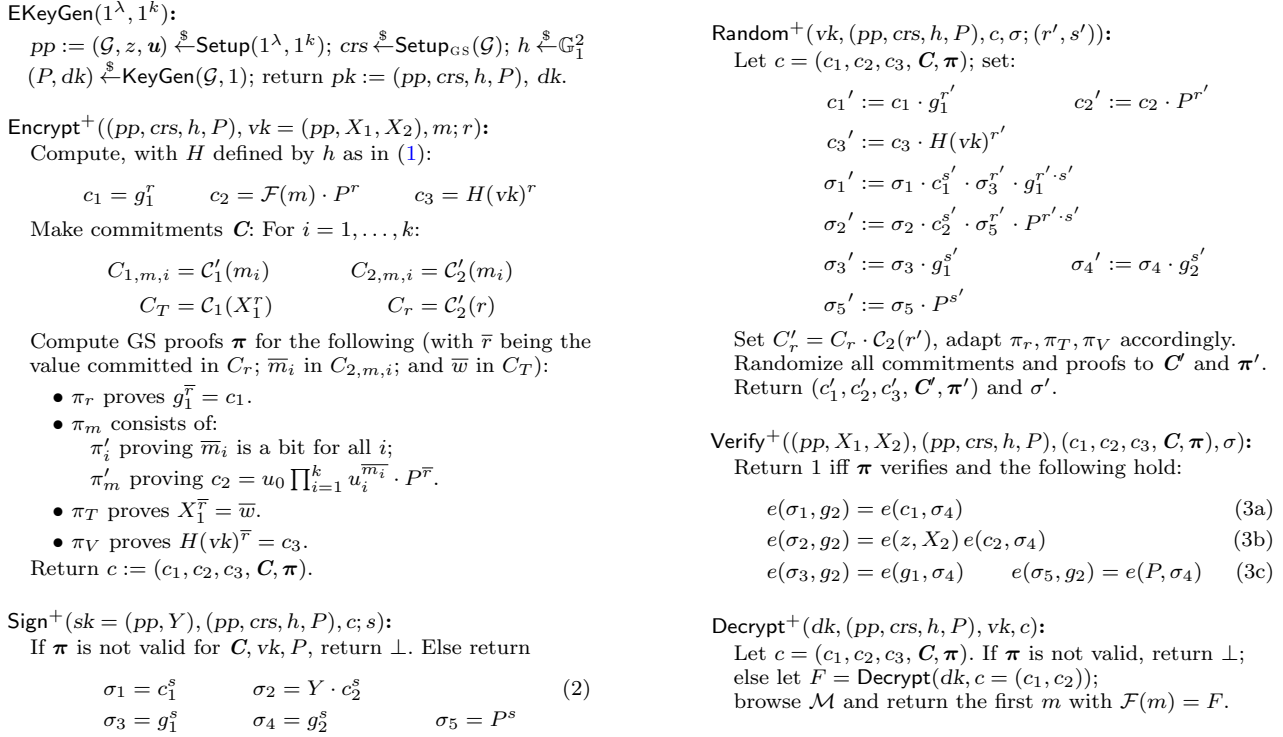 EKeyGen(1^λ, 1^k):
pp := (𝒢, z, 𝒖) ←$ Setup(1^λ, 1^k); crs ←$ Setup_GS(𝒢); h ←$ 𝔾_1^2
(P, dk) ←$ KeyGen(𝒢, 1); return pk := (pp, crs, h, P), dk.
Encrypt^+((pp, crs, h, P), vk = (pp, X_1, X_2), m; r):
Compute, with H defined by h as in (1):
c_1 = g_1^r c_2 = ℱ(m) · P^r c_3 = H(vk)^r
Make commitments 𝑪: For i = 1, . . . , k:
C_{1,m,i} = 𝒞'_1(m_i) C_{2,m,i} = 𝒞'_2(m_i)
C_T = 𝒞_1(X_1^r) C_r = 𝒞'_2(r)
Compute GS proofs 𝝅 for the following (with r̅ being the
value committed in C_r; m̅_i in C_{2,m,i}; and w̅ in C_T):
• π_r proves g_1^r̅ = c_1.
• π_m consists of:
π'_i proving m̅_i is a bit for all i;
π'_m proving c_2 = u_0 ∏_{i=1}^k u_i^{m̅_i} · P^r̅.
• π_T proves X_1^r̅ = w̅.
• π_V proves H(vk)^r̅ = c_3.
Return c := (c_1, c_2, c_3, 𝑪, 𝝅).
Sign^+(sk = (pp, Y), (pp, crs, h, P), c; s):
If 𝝅 is not valid for 𝑪, vk, P, return ⊥. Else return
σ_1 = c_1^s σ_2 = Y · c_2^s (2)
σ_3 = g_1^s σ_4 = g_2^s σ_5 = P^s
Random^+(vk, (pp, crs, h, P), c, σ; (r', s')):
Let c = (c_1, c_2, c_3, 𝑪, 𝝅); set:
c_1' := c_1 · g_1^{r'} c_2' := c_2 · P^{r'}
c_3' := c_3 · H(vk)^{r'}
σ_1' := σ_1 · c_1^{s'} · σ_3^{r'} · g_1^{r'·s'}
σ_2' := σ_2 · c_2^{s'} · σ_5^{r'} · P^{r'·s'}
σ_3' := σ_3 · g_1^{s'} σ_4' := σ_4 · g_2^{s'}
σ_5' := σ_5 · P^{s'}
Set C'_r = C_r · 𝒞_2(r'), adapt π_r, π_T, π_V accordingly.
Randomize all commitments and proofs to 𝑪' and 𝝅'.
Return (c'_1, c'_2, c'_3, 𝑪', 𝝅') and σ'.
Verify^+((pp, X_1, X_2), (pp, crs, h, P), (c_1, c_2, c_3, 𝑪, 𝝅), σ):
Return 1 iff 𝝅 verifies and the following hold:
e(σ_1, g_2) = e(c_1, σ_4) (3a)
e(σ_2, g_2) = e(z, X_2) e(c_2, σ_4) (3b)
e(σ_3, g_2) = e(g_1, σ_4) e(σ_5, g_2) = e(P, σ_4) (3c)
Decrypt^+(dk, (pp, crs, h, P), vk, c):
Let c = (c_1, c_2, c_3, 𝑪, 𝝅). If 𝝅 is not valid, return ⊥;
else let F = Decrypt(dk, c = (c_1, c_2));
browse ℳ and return the first m with ℱ(m) = F.